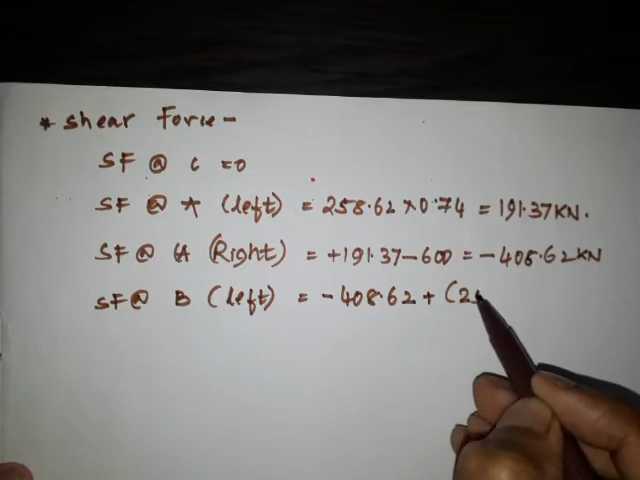 * Shear Force -
SF @ C = 0
SF @ A (left) = 258.62 × 0.74 = 191.37 KN.
SF @ A (Right) = +191.37 - 600 = - 408.62 KN
SF @ B (left) = - 408.62 + (2